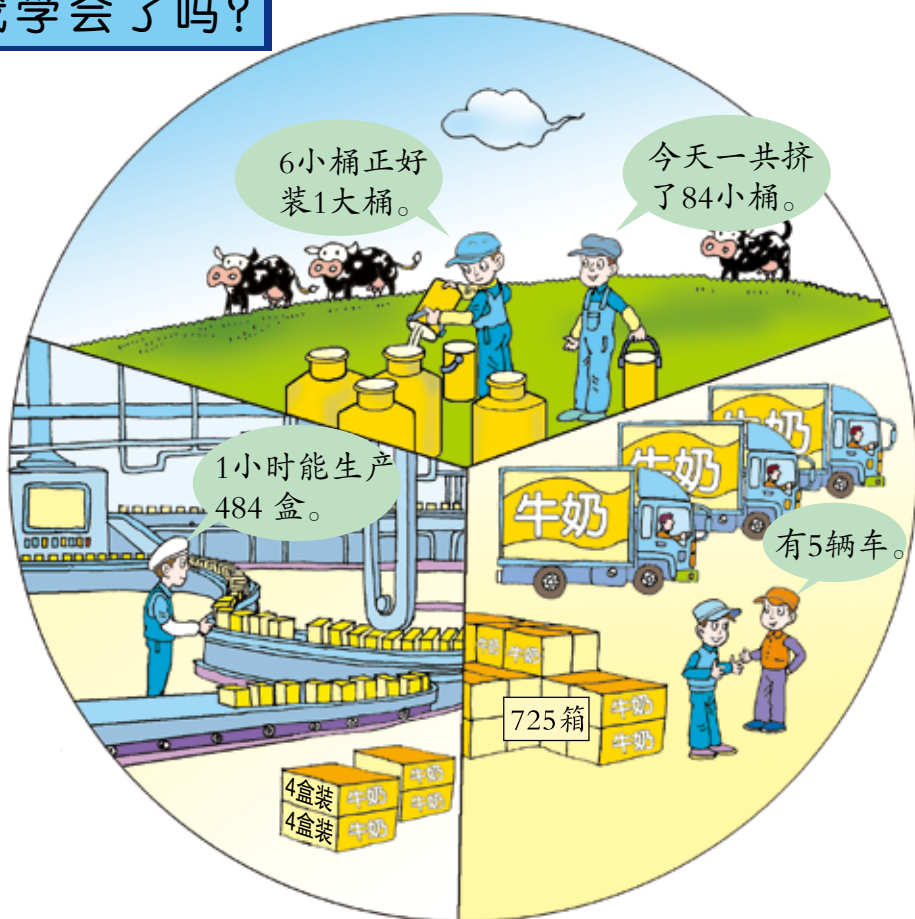 学会了吗?
6小桶正好
装1大桶。
今天一共挤
了84小桶。
1小时能生产
484 盒。
牛奶
牛奶
牛奶
有5辆车。
牛奶
牛奶
725箱
牛奶
牛奶
4盒装
牛奶
牛奶
4盒装
牛奶
牛奶